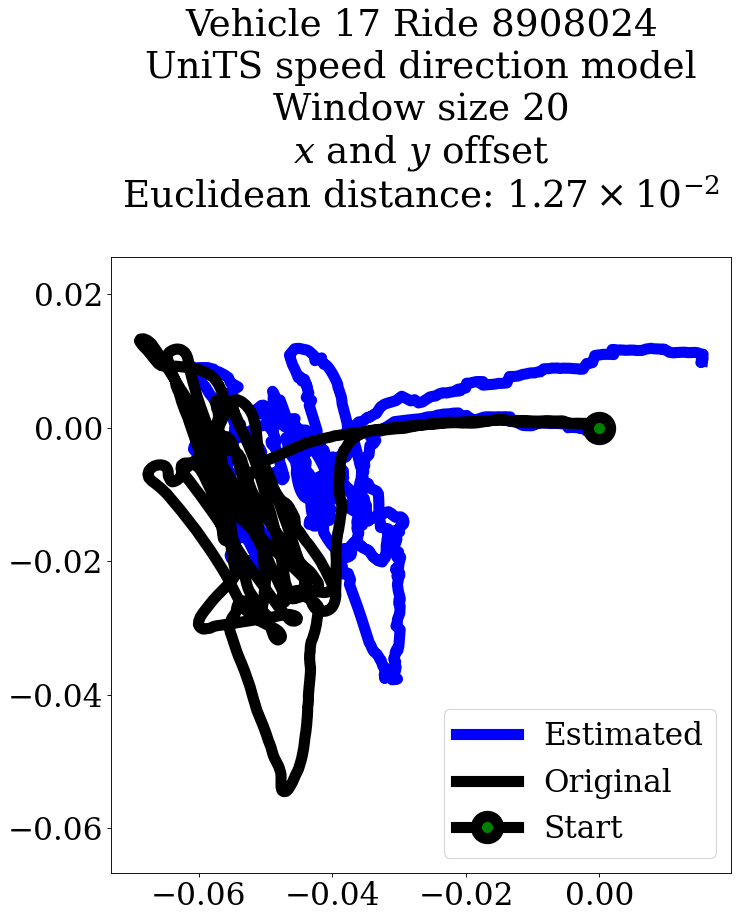 Vehicle 17 Ride 8908024
UniTS speed direction model
Window size 20
x and y offset
Euclidean distance: 1.27 × 10⁻²
0.02
0.00
−0.02
−0.04
−0.06
Estimated
Original
Start
−0.06 −0.04 −0.02 0.00